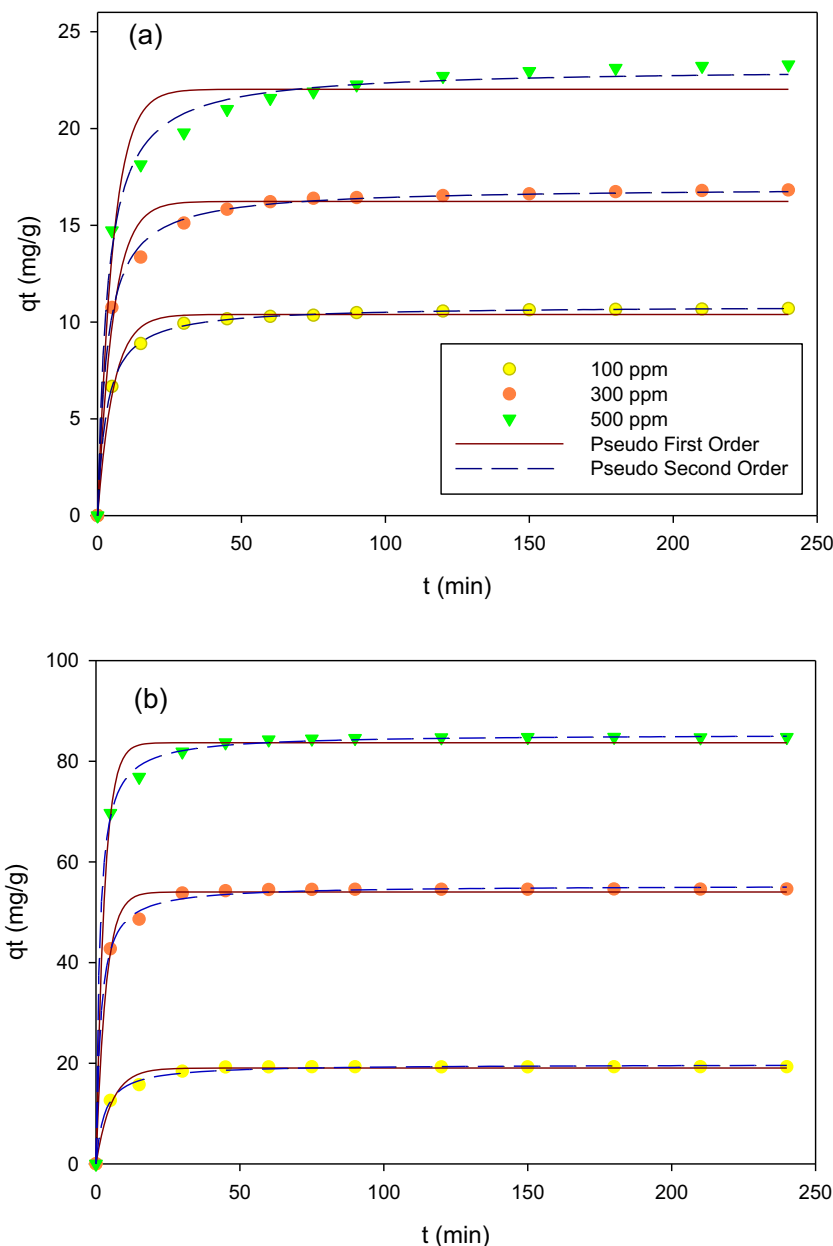 (a)
25
20
15
10
5
0
qt (mg/g)
100 ppm
300 ppm
500 ppm
Pseudo First Order
Pseudo Second Order
0 50 100 150 200 250
t (min)
(b)
100
80
60
40
20
0
qt (mg/g)
0 50 100 150 200 250
t (min)